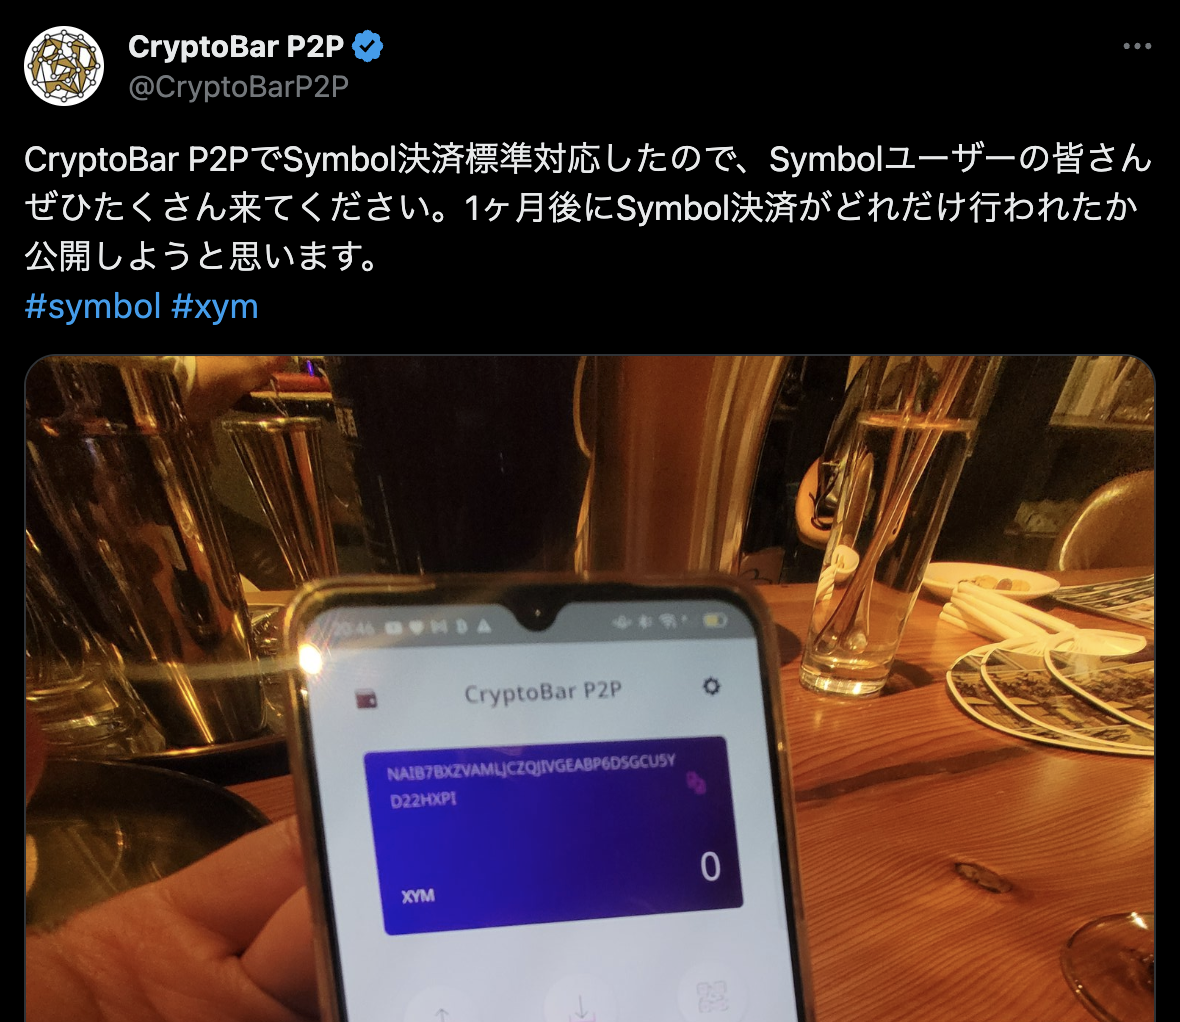 CryptoBar P2P
@CryptoBarP2P
CryptoBar P2PでSymbol決済標準対応したので、Symbolユーザーの皆さん
ぜひたくさん来てください。1ヶ月後にSymbol決済がどれだけ行われたか
公開しようと思います。
#symbol #xym
20:46
CryptoBar P2P
NAIB7BXZVAMLJCZQJIVGEABP6DSGCU5Y
D22HXPI
0
XYM